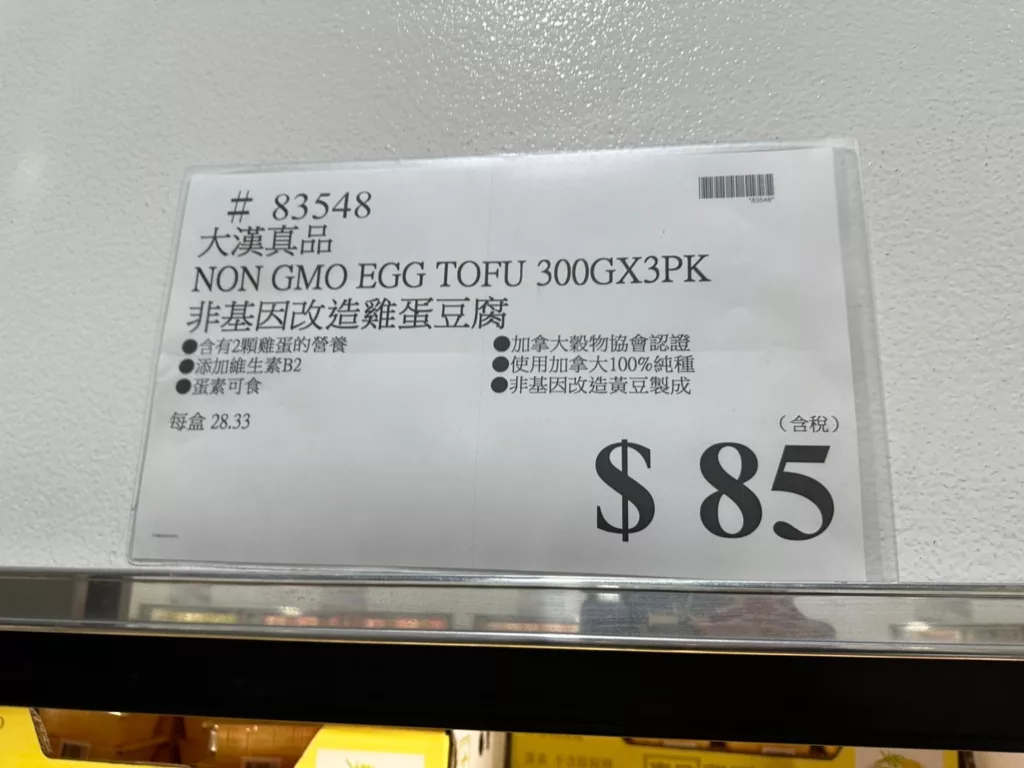 # 83548
*83548*
大漢真品
NON GMO EGG TOFU 300GX3PK
非基因改造雞蛋豆腐
●含有2顆雞蛋的營養
●添加維生素B2
●蛋素可食
●加拿大穀物協會認證
●使用加拿大100%純種
●非基因改造黃豆製成
每盒 28.33
（含稅）
$ 85